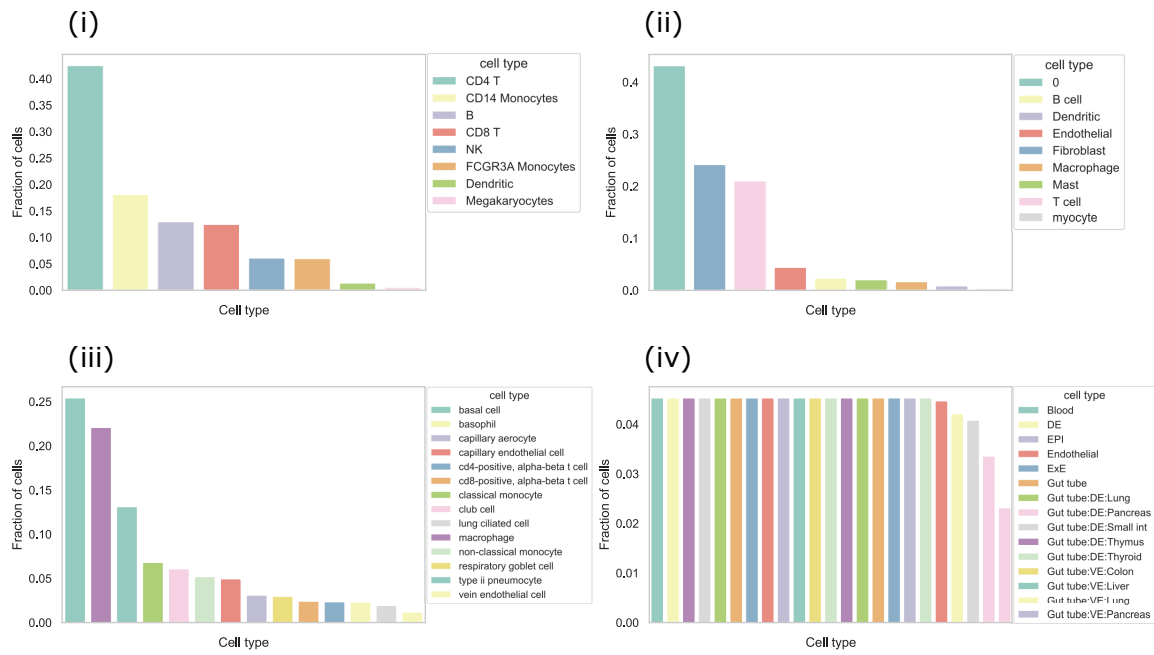 (i)
cell type
CD4 T
CD14 Monocytes
B
CD8 T
NK
FCGR3A Monocytes
Dendritic
Megakaryocytes
0.40
0.35
0.30
0.25
0.20
0.15
0.10
0.05
0.00
Fraction of cells
Cell type
(ii)
cell type
0
B cell
Dendritic
Endothelial
Fibroblast
Macrophage
Mast
T cell
myocyte
0.4
0.3
0.2
0.1
0.0
Fraction of cells
Cell type
(iii)
cell type
basal cell
basophil
capillary aerocyte
capillary endothelial cell
cd4-positive, alpha-beta t cell
cd8-positive, alpha-beta t cell
classical monocyte
club cell
lung ciliated cell
macrophage
non-classical monocyte
respiratory goblet cell
type ii pneumocyte
vein endothelial cell
0.25
0.20
0.15
0.10
0.05
0.00
Fraction of cells
Cell type
(iv)
cell type
Blood
DE
EPI
Endothelial
ExE
Gut tube
Gut tube:DE:Lung
Gut tube:DE:Pancreas
Gut tube:DE:Small int
Gut tube:DE:Thymus
Gut tube:DE:Thyroid
Gut tube:VE:Colon
Gut tube:VE:Liver
Gut tube:VE:Lung
Gut tube:VE:Pancreas
0.04
0.03
0.02
0.01
0.00
Fraction of cells
Cell type